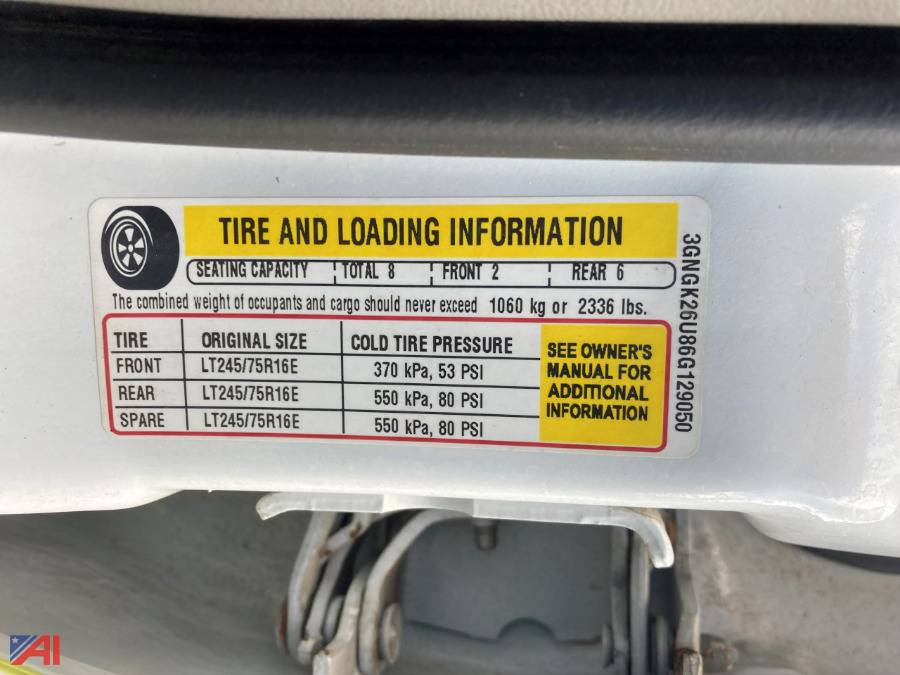 TIRE AND LOADING INFORMATION
SEATING CAPACITY TOTAL 8 FRONT 2 REAR 6
The combined weight of occupants and cargo should never exceed 1060 kg or 2336 lbs.
TIRE ORIGINAL SIZE COLD TIRE PRESSURE
FRONT LT245/75R16E 370 kPa, 53 PSI
REAR LT245/75R16E 550 kPa, 80 PSI
SPARE LT245/75R16E 550 kPa, 80 PSI
SEE OWNER'S
MANUAL FOR
ADDITIONAL
INFORMATION
3GNGK26U86G129050
AI